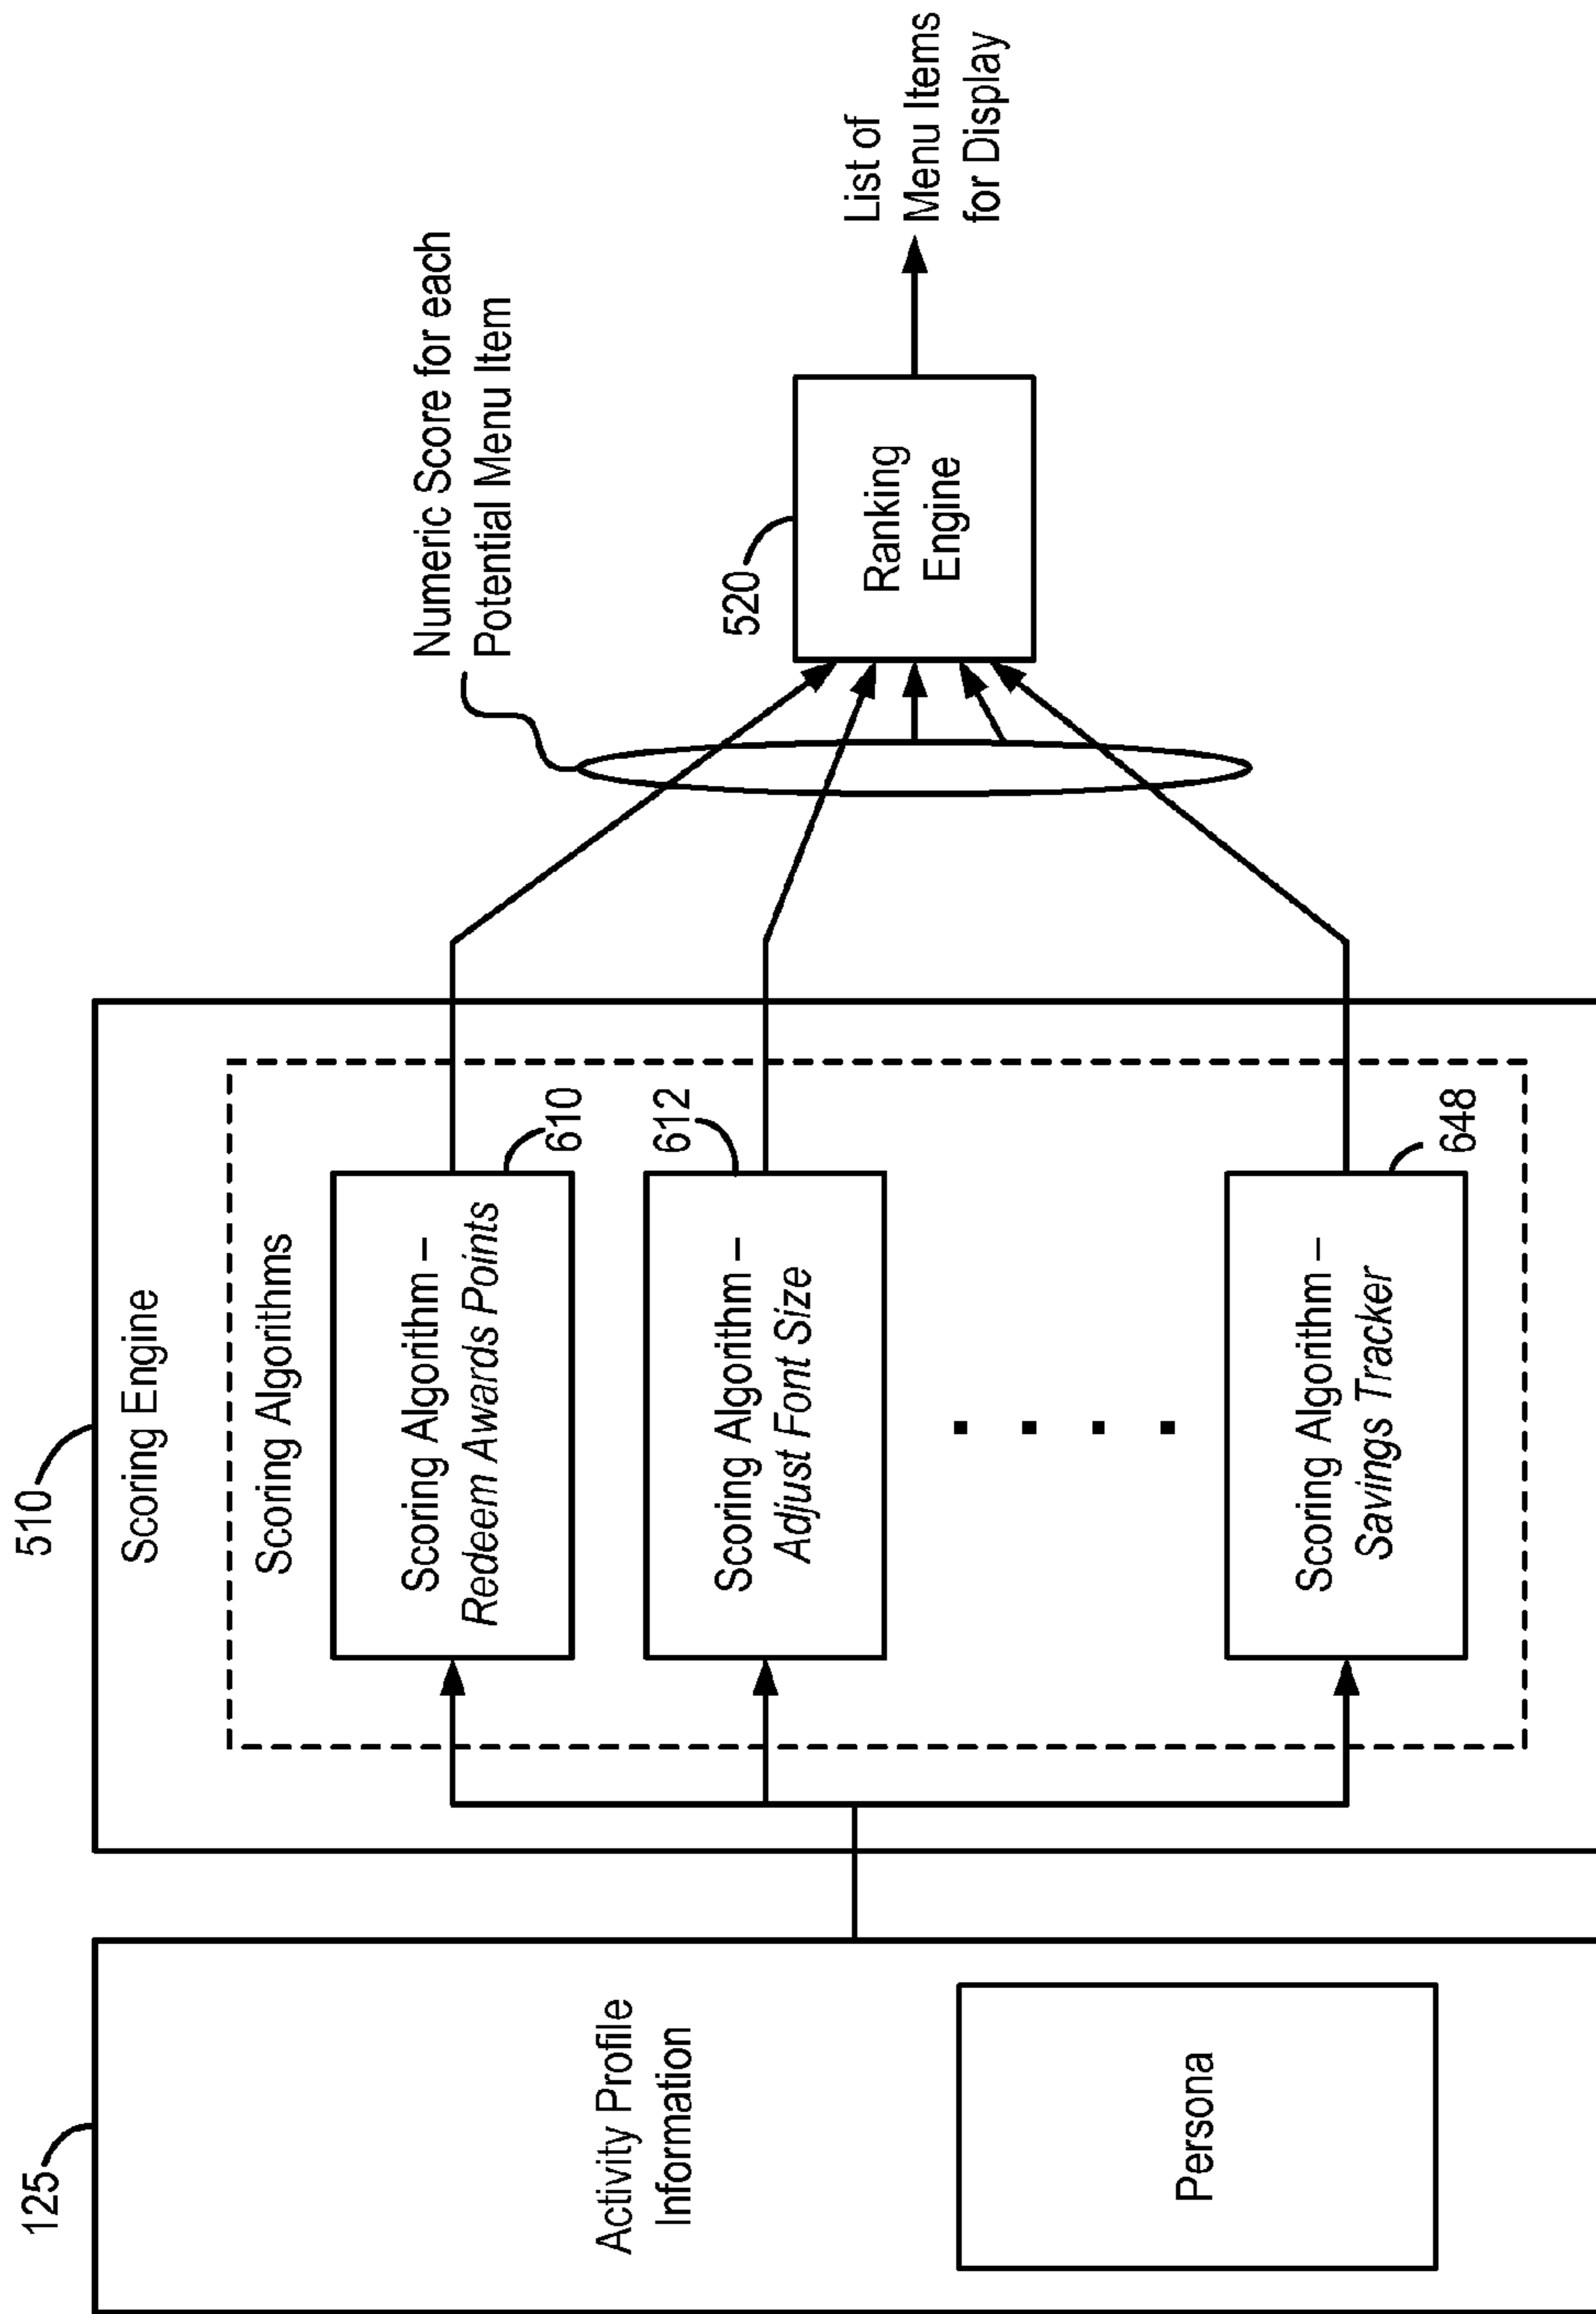 125
Activity Profile
Information
Persona
510
Scoring Engine
Scoring Algorithms
Scoring Algorithm –
Redeem Awards Points
610
Scoring Algorithm –
Adjust Font Size
612
. . . .
Scoring Algorithm –
Savings Tracker
648
Numeric Score for each
Potential Menu Item
520
Ranking
Engine
List of
Menu Items
for Display